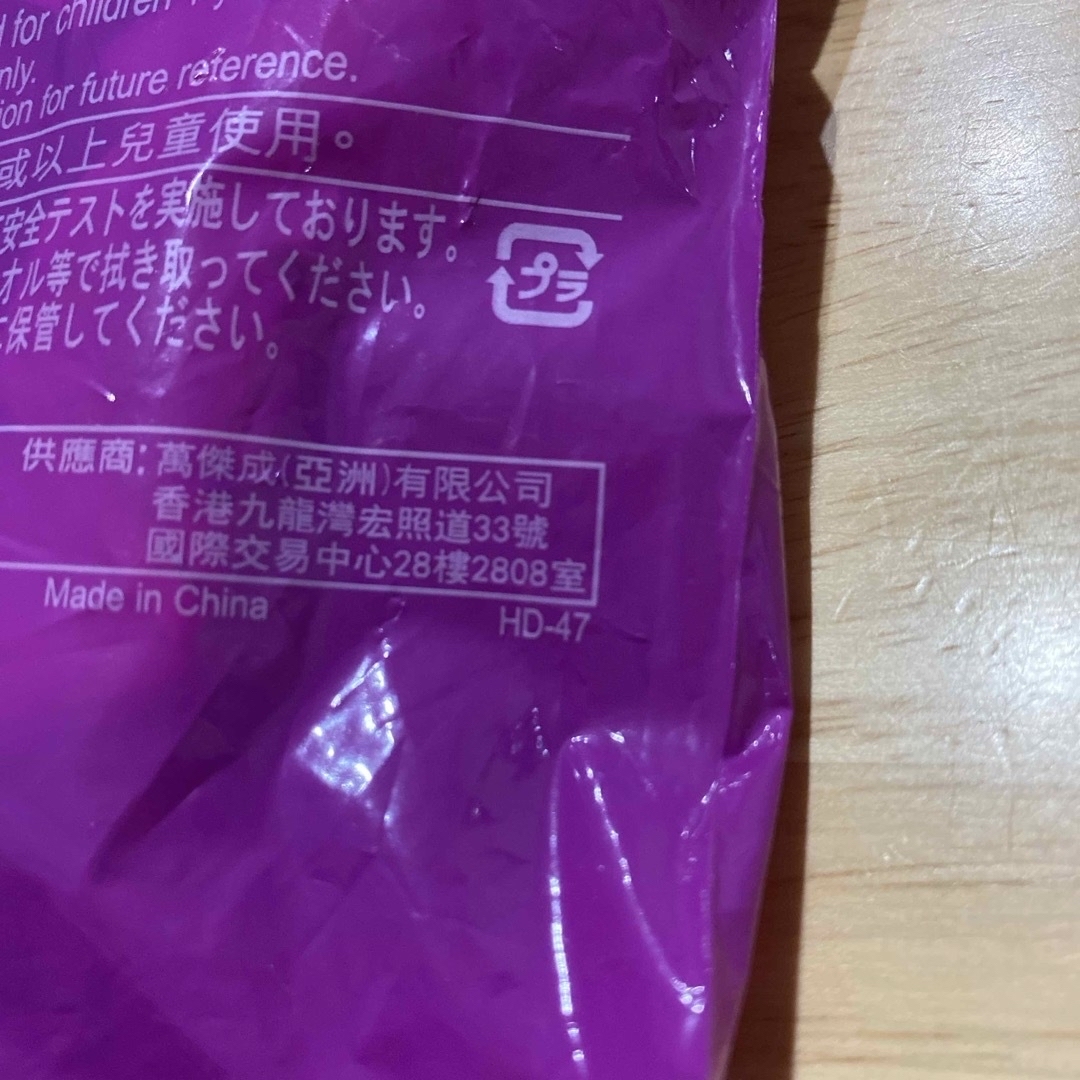 for children
only.
for future reference.
或以上兒童使用。
安全テストを実施しております。
オル等で拭き取ってください。
保管してください。
プラ
供應商: 萬傑成(亞洲)有限公司
香港九龍灣宏照道33號
國際交易中心28樓2808室
Made in China
HD-47